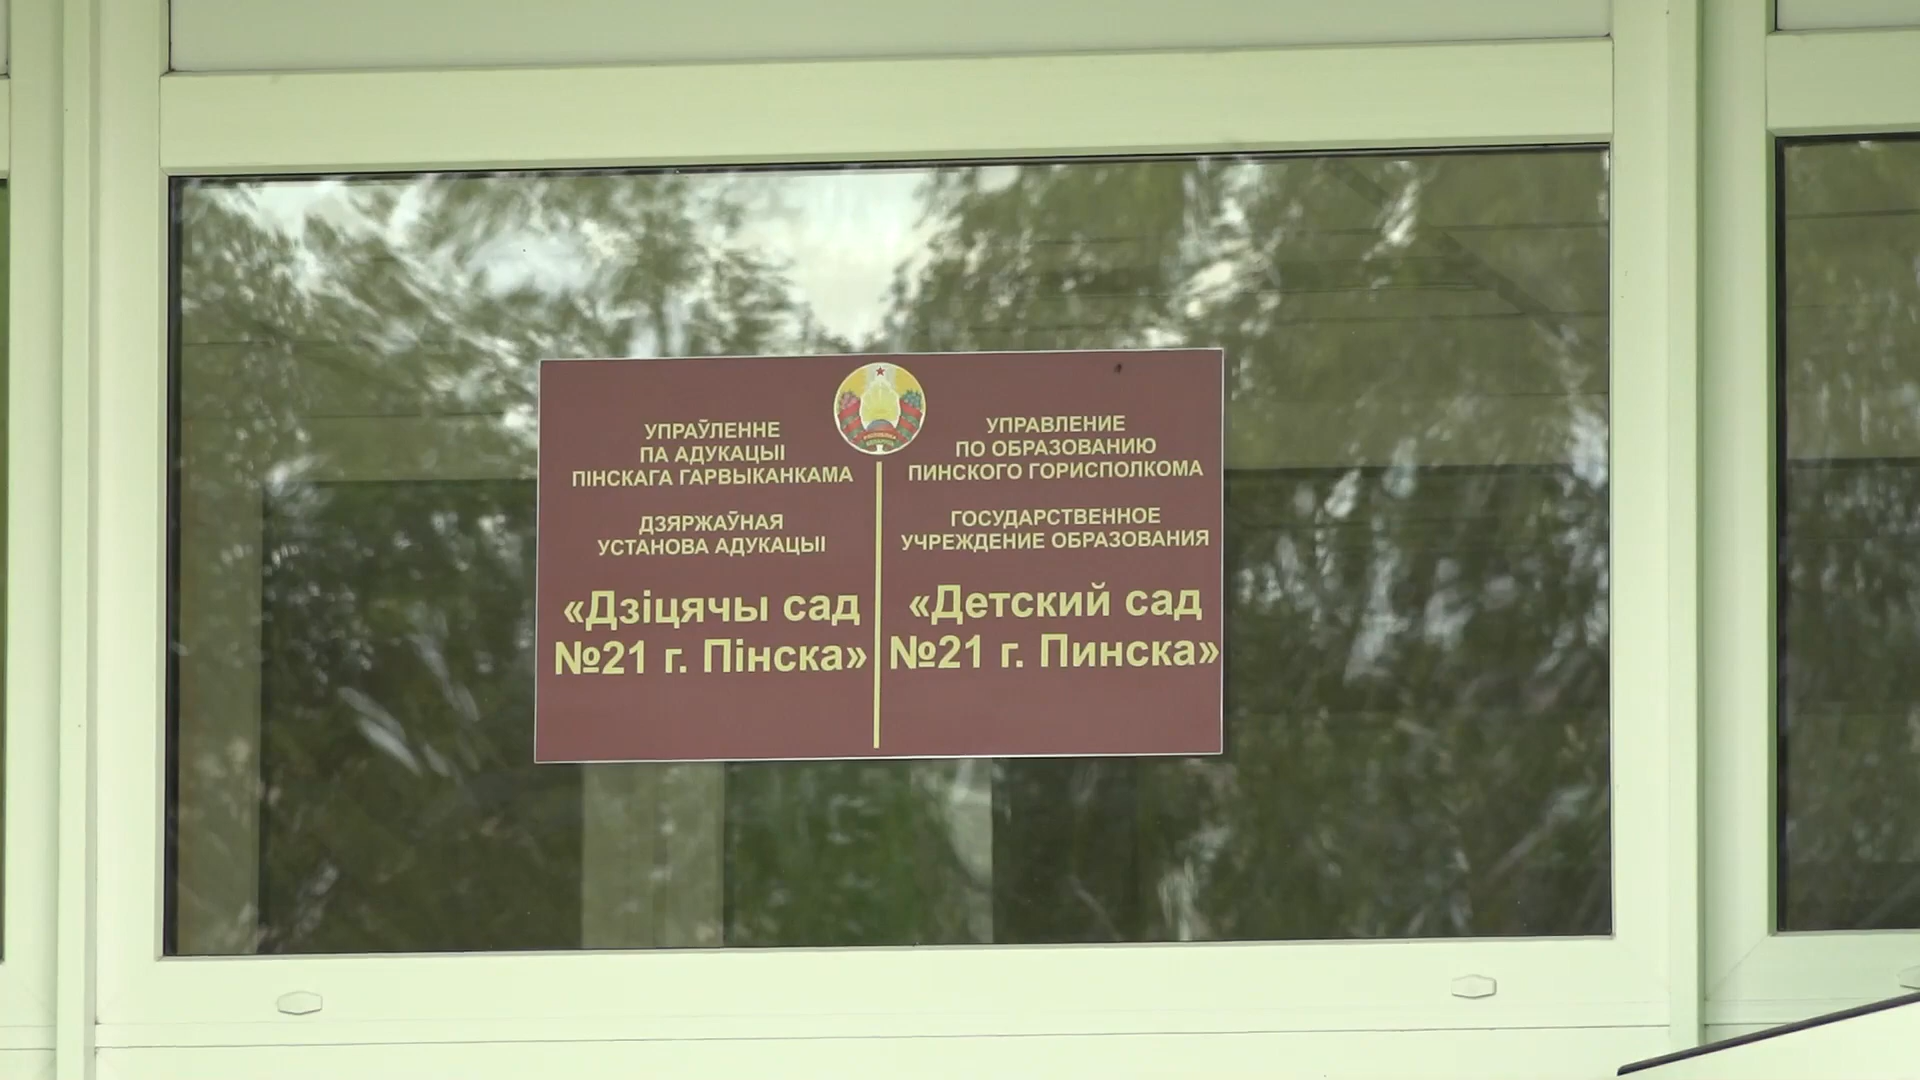 УПРАЎЛЕННЕ
ПА АДУКАЦЫІ
ПІНСКАГА ГАРВЫКАНКАМА
ДЗЯРЖАЎНАЯ
УСТАНОВА АДУКАЦЫІ
«Дзіцячы сад
№21 г. Пінска»
УПРАВЛЕНИЕ
ПО ОБРАЗОВАНИЮ
ПИНСКОГО ГОРИСПОЛКОМА
ГОСУДАРСТВЕННОЕ
УЧРЕЖДЕНИЕ ОБРАЗОВАНИЯ
«Детский сад
№21 г. Пинска»